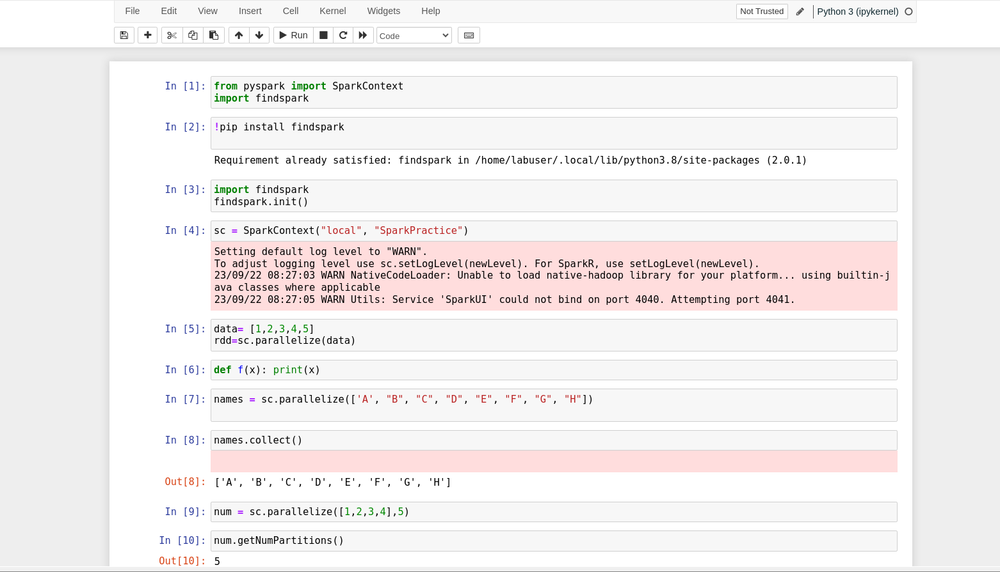 File Edit View Insert Cell Kernel Widgets Help Not Trusted Python 3 (ipykernel)
Run Code
In [1]: from pyspark import SparkContext
import findspark
In [2]: !pip install findspark
Requirement already satisfied: findspark in /home/labuser/.local/lib/python3.8/site-packages (2.0.1)
In [3]: import findspark
findspark.init()
In [4]: sc = SparkContext("local", "SparkPractice")
Setting default log level to "WARN".
To adjust logging level use sc.setLogLevel(newLevel). For SparkR, use setLogLevel(newLevel).
23/09/22 08:27:03 WARN NativeCodeLoader: Unable to load native-hadoop library for your platform... using builtin-j
ava classes where applicable
23/09/22 08:27:05 WARN Utils: Service 'SparkUI' could not bind on port 4040. Attempting port 4041.
In [5]: data= [1,2,3,4,5]
rdd=sc.parallelize(data)
In [6]: def f(x): print(x)
In [7]: names = sc.parallelize(['A', "B", "C", "D", "E", "F", "G", "H"])
In [8]: names.collect()
Out[8]: ['A', 'B', 'C', 'D', 'E', 'F', 'G', 'H']
In [9]: num = sc.parallelize([1,2,3,4],5)
In [10]: num.getNumPartitions()
Out[10]: 5